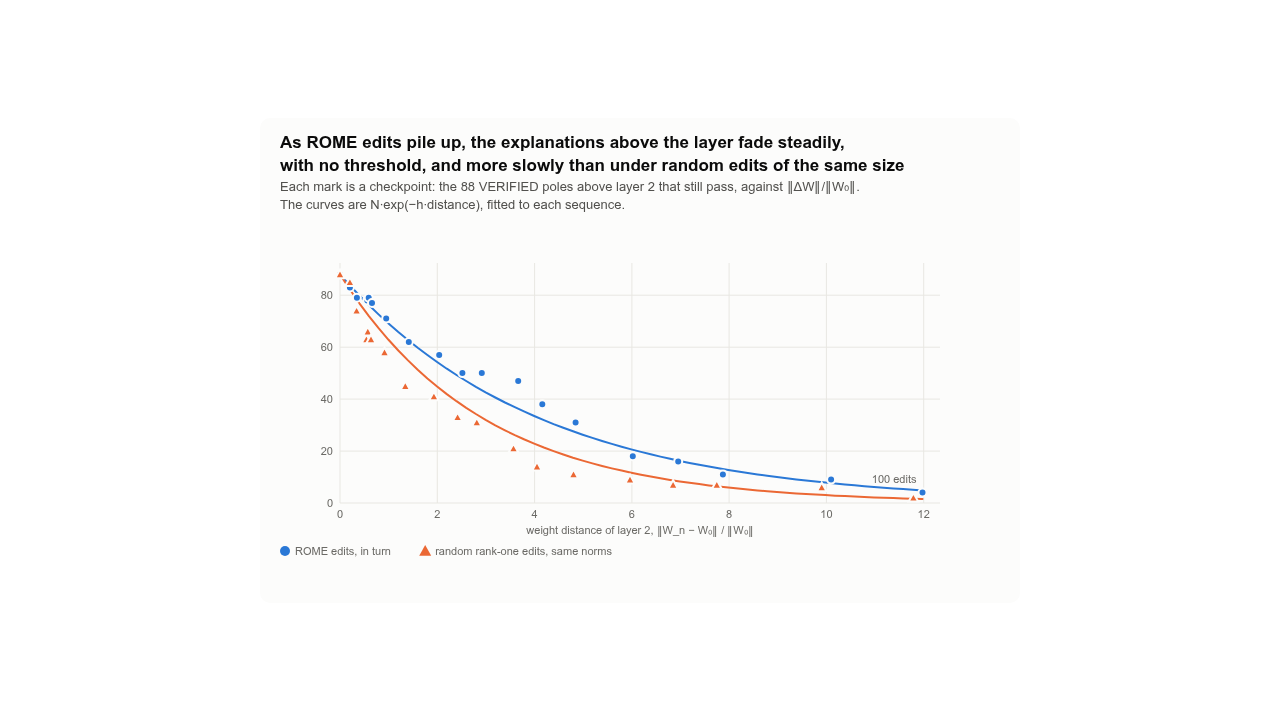 As ROME edits pile up, the explanations above the layer fade steadily,
with no threshold, and more slowly than under random edits of the same size
Each mark is a checkpoint: the 88 VERIFIED poles above layer 2 that still pass, against ‖ΔW‖/‖W₀‖.
The curves are N·exp(−h·distance), fitted to each sequence.
80
60
40
20
0
100 edits
0 2 4 6 8 10 12
weight distance of layer 2, ‖W_n − W₀‖ / ‖W₀‖
ROME edits, in turn
random rank-one edits, same norms